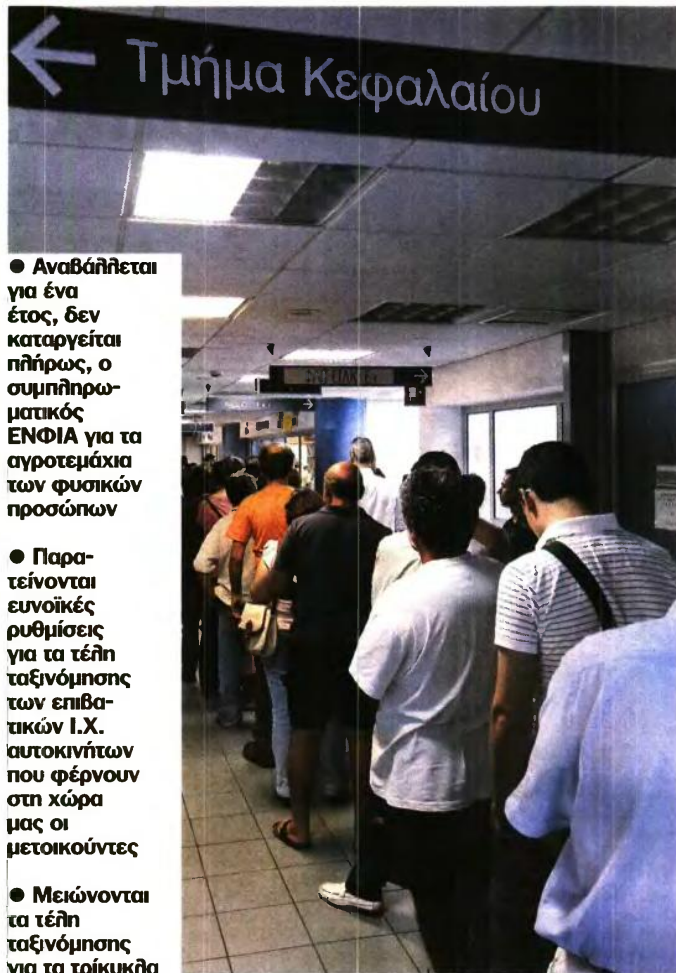 Τμήμα Κεφαλαίου
● Αναβάλλεται
για ένα
έτος, δεν
καταργείται
πλήρως, ο
συμπληρω-
ματικός
ΕΝΦΙΑ για τα
αγροτεμάχια
των φυσικών
προσώπων
● Παρα-
τείνονται
ευνοϊκές
ρυθμίσεις
για τα τέλη
ταξινόμησης
των επιβα-
τικών Ι.Χ.
αυτοκινήτων
που φέρνουν
στη χώρα
μας οι
μετοικούντες
● Μειώνονται
τα τέλη
ταξινόμησης
για τα τρίκυκλα